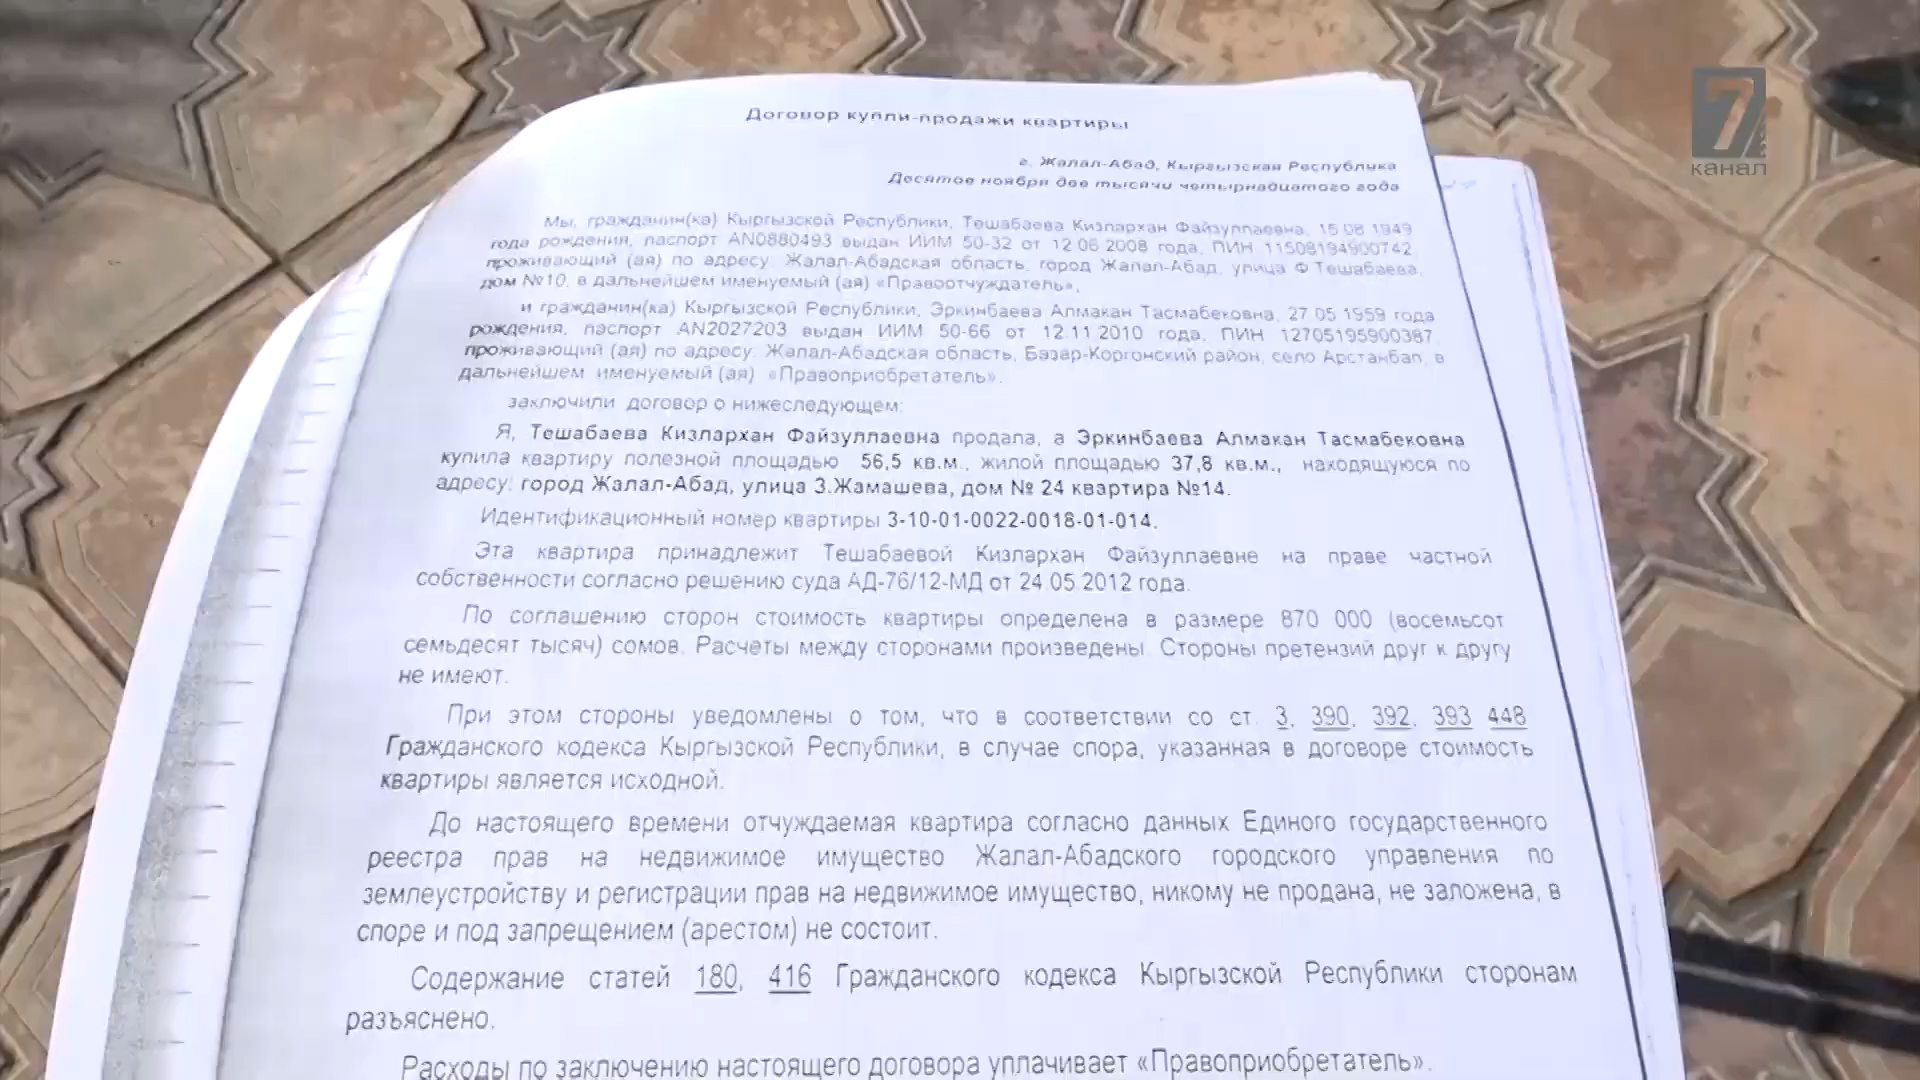 Договор купли-продажи квартиры
г. Жалал-Абад, Кыргызская Республика
Десятое ноября две тысячи четырнадцатого года
Мы, гражданин(ка) Кыргызской Республики, Тешабаева Кизлархан Файзуллаевна, 15.08.1949
года рождения, паспорт AN0880493 выдан ИИМ 50-32 от 12.06.2008 года, ПИН 11508194900742,
проживающий (ая) по адресу: Жалал-Абадская область, город Жалал-Абад, улица Ф.Тешабаева,
дом №10, в дальнейшем именуемый (ая) «Правоотчуждатель»,
и гражданин(ка) Кыргызской Республики, Эркинбаева Алмакан Тасмабековна, 27.05.1959 года
рождения, паспорт AN2027203 выдан ИИМ 50-66 от 12.11.2010 года, ПИН 12705195900387,
проживающий (ая) по адресу: Жалал-Абадская область, Базар-Коргонский район, село Арстанбап, в
дальнейшем именуемый (ая) «Правоприобретатель».
заключили договор о нижеследующем:
Я, Тешабаева Кизлархан Файзуллаевна продала, а Эркинбаева Алмакан Тасмабековна
купила квартиру полезной площадью 56,5 кв.м., жилой площадью 37,8 кв.м., находящуюся по
адресу: город Жалал-Абад, улица З.Жамашева, дом № 24 квартира №14.
Идентификационный номер квартиры 3-10-01-0022-0018-01-014.
Эта квартира принадлежит Тешабаевой Кизлархан Файзуллаевне на праве частной
собственности согласно решению суда АД-76/12-МД от 24.05.2012 года.
По соглашению сторон стоимость квартиры определена в размере 870 000 (восемьсот
семьдесят тысяч) сомов. Расчеты между сторонами произведены. Стороны претензий друг к другу
не имеют.
При этом стороны уведомлены о том, что в соответствии со ст. 3, 390, 392, 393 448
Гражданского кодекса Кыргызской Республики, в случае спора, указанная в договоре стоимость
квартиры является исходной.
До настоящего времени отчуждаемая квартира согласно данных Единого государственного
реестра прав на недвижимое имущество Жалал-Абадского городского управления по
землеустройству и регистрации прав на недвижимое имущество, никому не продана, не заложена, в
споре и под запрещением (арестом) не состоит.
Содержание статей 180, 416 Гражданского кодекса Кыргызской Республики сторонам
разъяснено.
Расходы по заключению настоящего договора уплачивает «Правоприобретатель».
7
канал